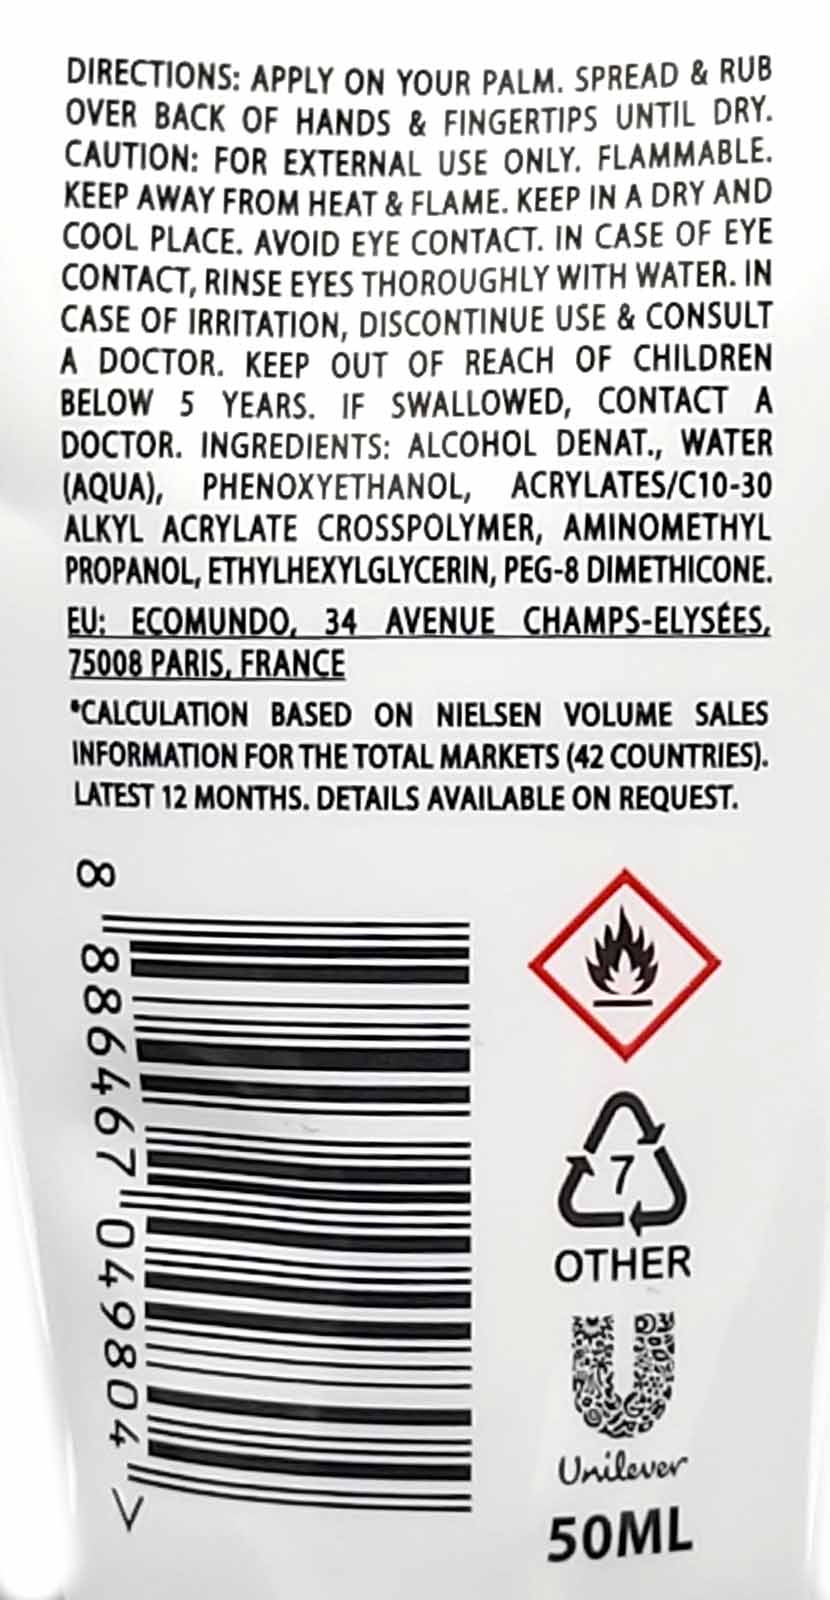 DIRECTIONS: APPLY ON YOUR PALM. SPREAD & RUB
OVER BACK OF HANDS & FINGERTIPS UNTIL DRY.
CAUTION: FOR EXTERNAL USE ONLY. FLAMMABLE.
KEEP AWAY FROM HEAT & FLAME. KEEP IN A DRY AND
COOL PLACE. AVOID EYE CONTACT. IN CASE OF EYE
CONTACT, RINSE EYES THOROUGHLY WITH WATER. IN
CASE OF IRRITATION, DISCONTINUE USE & CONSULT
A DOCTOR. KEEP OUT OF REACH OF CHILDREN
BELOW 5 YEARS. IF SWALLOWED, CONTACT A
DOCTOR. INGREDIENTS: ALCOHOL DENAT., WATER
(AQUA), PHENOXYETHANOL, ACRYLATES/C10-30
ALKYL ACRYLATE CROSSPOLYMER, AMINOMETHYL
PROPANOL, ETHYLHEXYLGLYCERIN, PEG-8 DIMETHICONE.
EU: ECOMUNDO, 34 AVENUE CHAMPS-ELYSÉES,
75008 PARIS, FRANCE
*CALCULATION BASED ON NIELSEN VOLUME SALES
INFORMATION FOR THE TOTAL MARKETS (42 COUNTRIES).
LATEST 12 MONTHS. DETAILS AVAILABLE ON REQUEST.
8 886467 049804 >
7
OTHER
Unilever
50ML